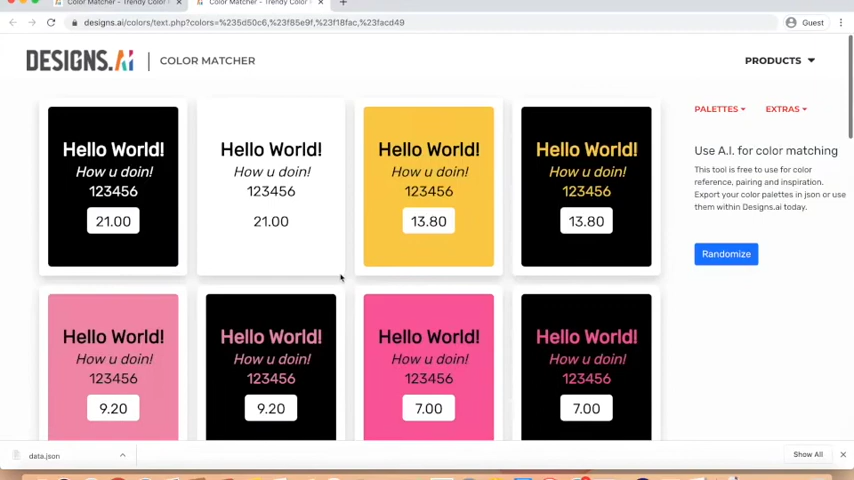 Color Matcher - Trendy Color
Color Matcher - Trendy Color
designs.ai/colors/text.php?colors=%235d50c6,%23f85e9f,%23f18fac,%23facd49
Guest
DESIGNS.AI
COLOR MATCHER
PRODUCTS
PALETTES
EXTRAS
Hello World!
How u doin!
123456
21.00
Hello World!
How u doin!
123456
21.00
Hello World!
How u doin!
123456
13.80
Hello World!
How u doin!
123456
13.80
Use A.I. for color matching
This tool is free to use for color
reference, pairing and inspiration.
Export your color palettes in json or use
them within Designs.ai today.
Randomize
Hello World!
How u doin!
123456
9.20
Hello World!
How u doin!
123456
9.20
Hello World!
How u doin!
123456
7.00
Hello World!
How u doin!
123456
7.00
data.json
Show All